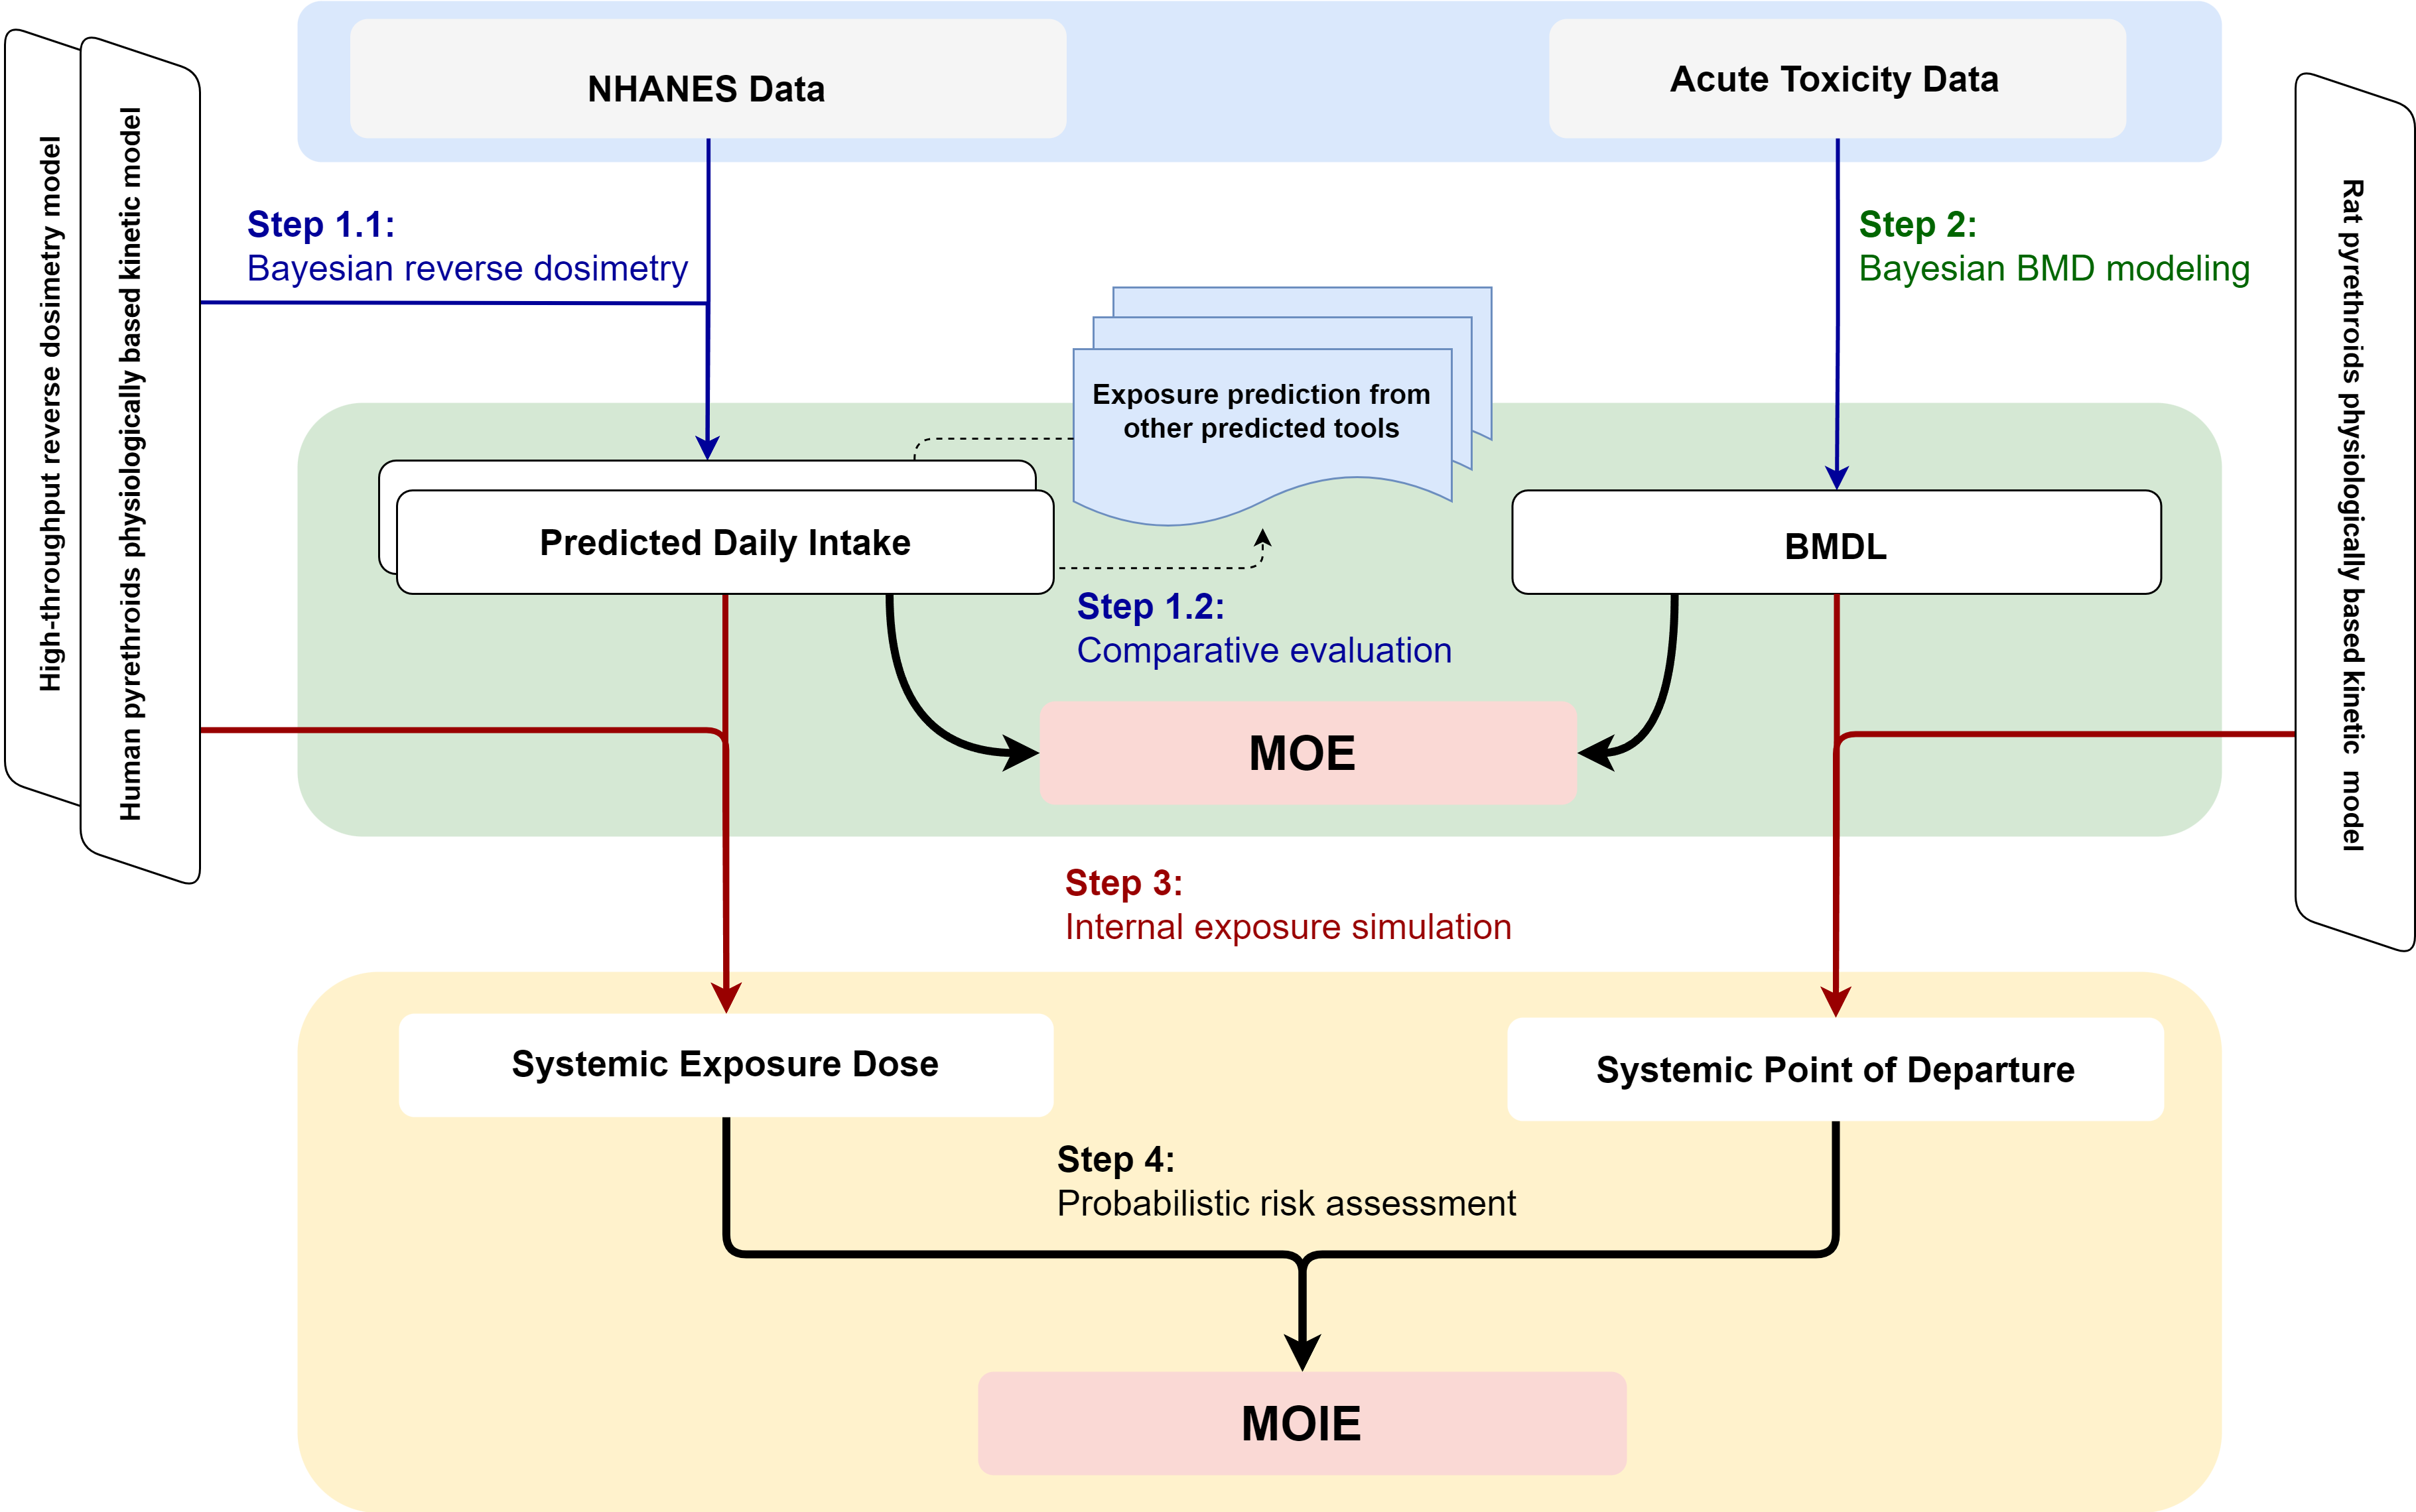 NHANES Data
Acute Toxicity Data
High-throughput reverse dosimetry model
Human pyrethroids physiologically based kinetic model
Step 1.1:
Bayesian reverse dosimetry
Step 2:
Bayesian BMD modeling
Rat pyrethroids physiologically based kinetic model
Exposure prediction from
other predicted tools
Predicted Daily Intake
BMDL
Step 1.2:
Comparative evaluation
MOE
Step 3:
Internal exposure simulation
Systemic Exposure Dose
Systemic Point of Departure
Step 4:
Probabilistic risk assessment
MOIE